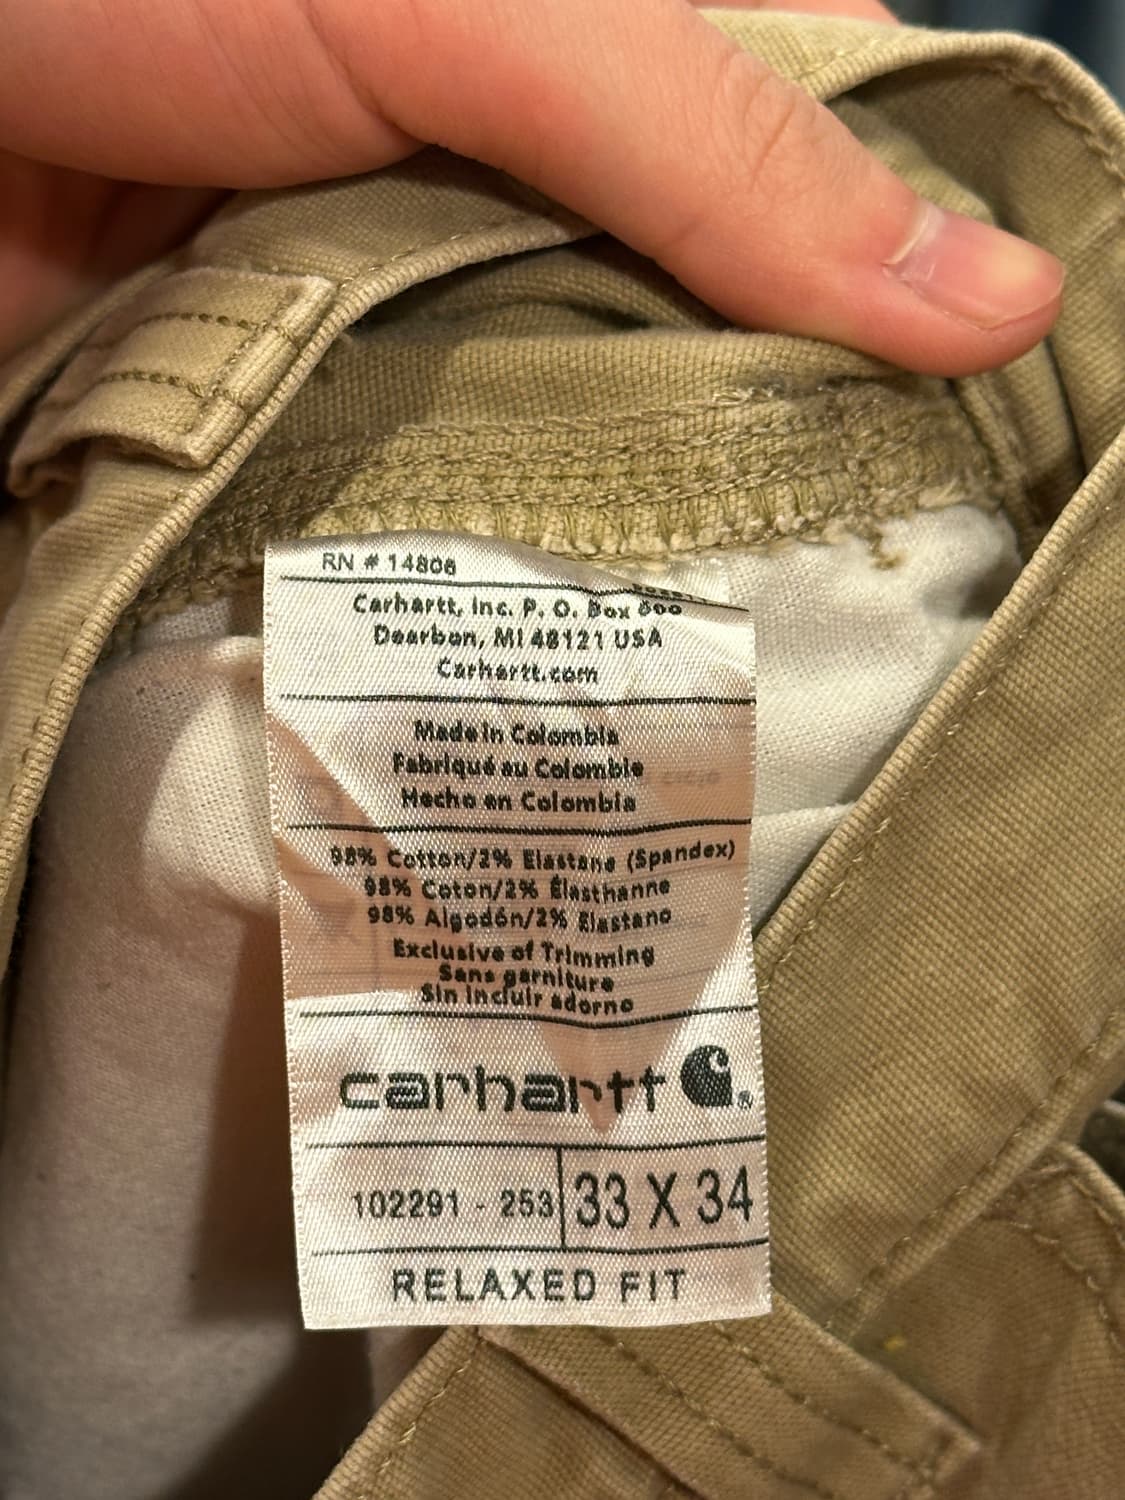 RN # 14806
Carhartt, Inc. P. O. Box 600
Dearbon, MI 48121 USA
Carhartt.com
Made in Colombia
Fabriqué au Colombie
Hecho en Colombia
98% Cotton/2% Elastane (Spandex)
98% Coton/2% Élasthanne
98% Algodón/2% Elastano
Exclusive of Trimming
Sans garniture
Sin incluir adorno
carhartt ®
102291 - 253 33 X 34
RELAXED FIT